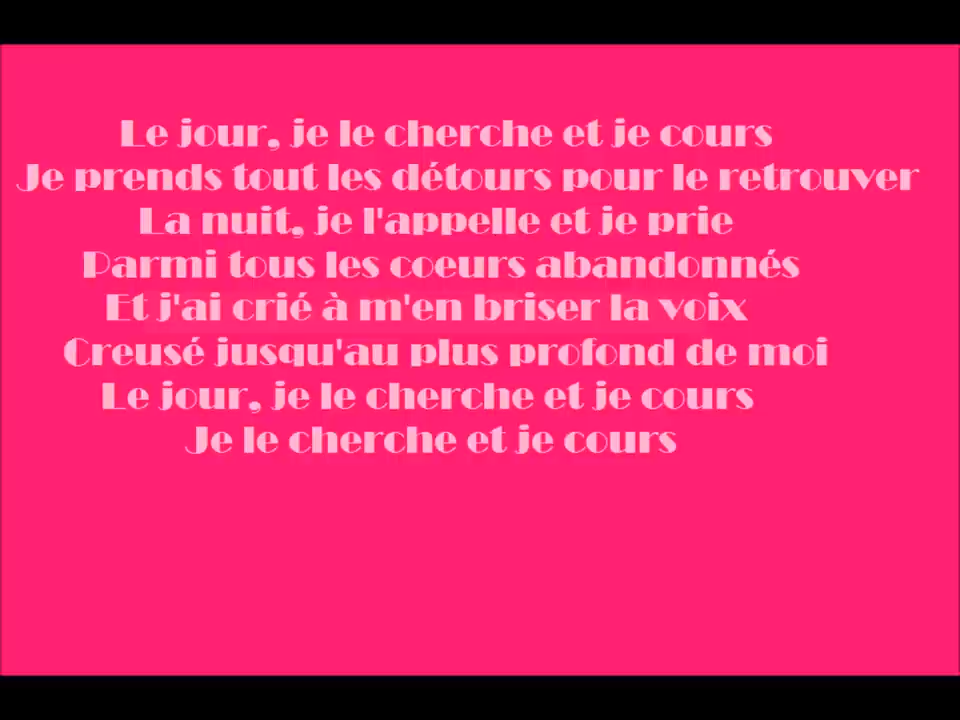 Le jour, je le cherche et je cours
Je prends tout les détours pour le retrouver
La nuit, je l'appelle et je prie
Parmi tous les coeurs abandonnés
Et j'ai crié à m'en briser la voix
Creusé jusqu'au plus profond de moi
Le jour, je le cherche et je cours
Je le cherche et je cours